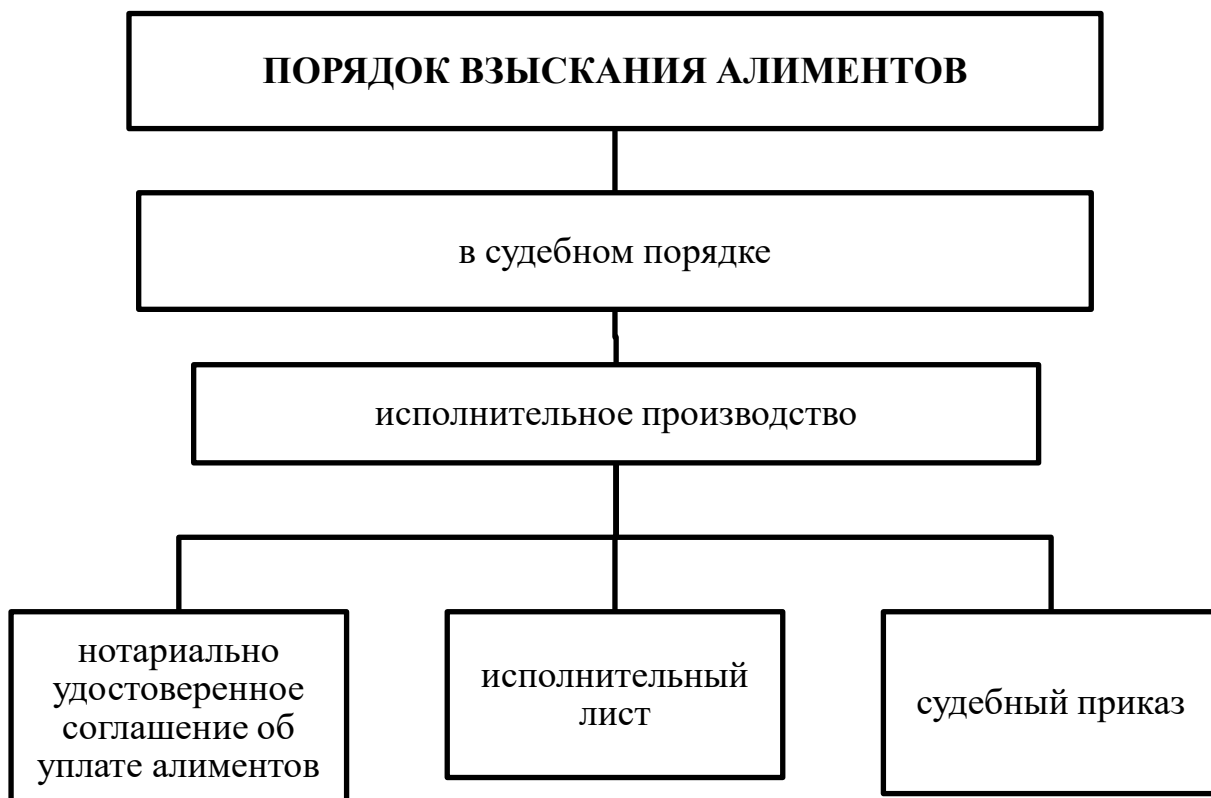 ПОРЯДОК ВЗЫСКАНИЯ АЛИМЕНТОВ
в судебном порядке
исполнительное производство
нотариально
удостоверенное
соглашение об
уплате алиментов
исполнительный
лист
судебный приказ